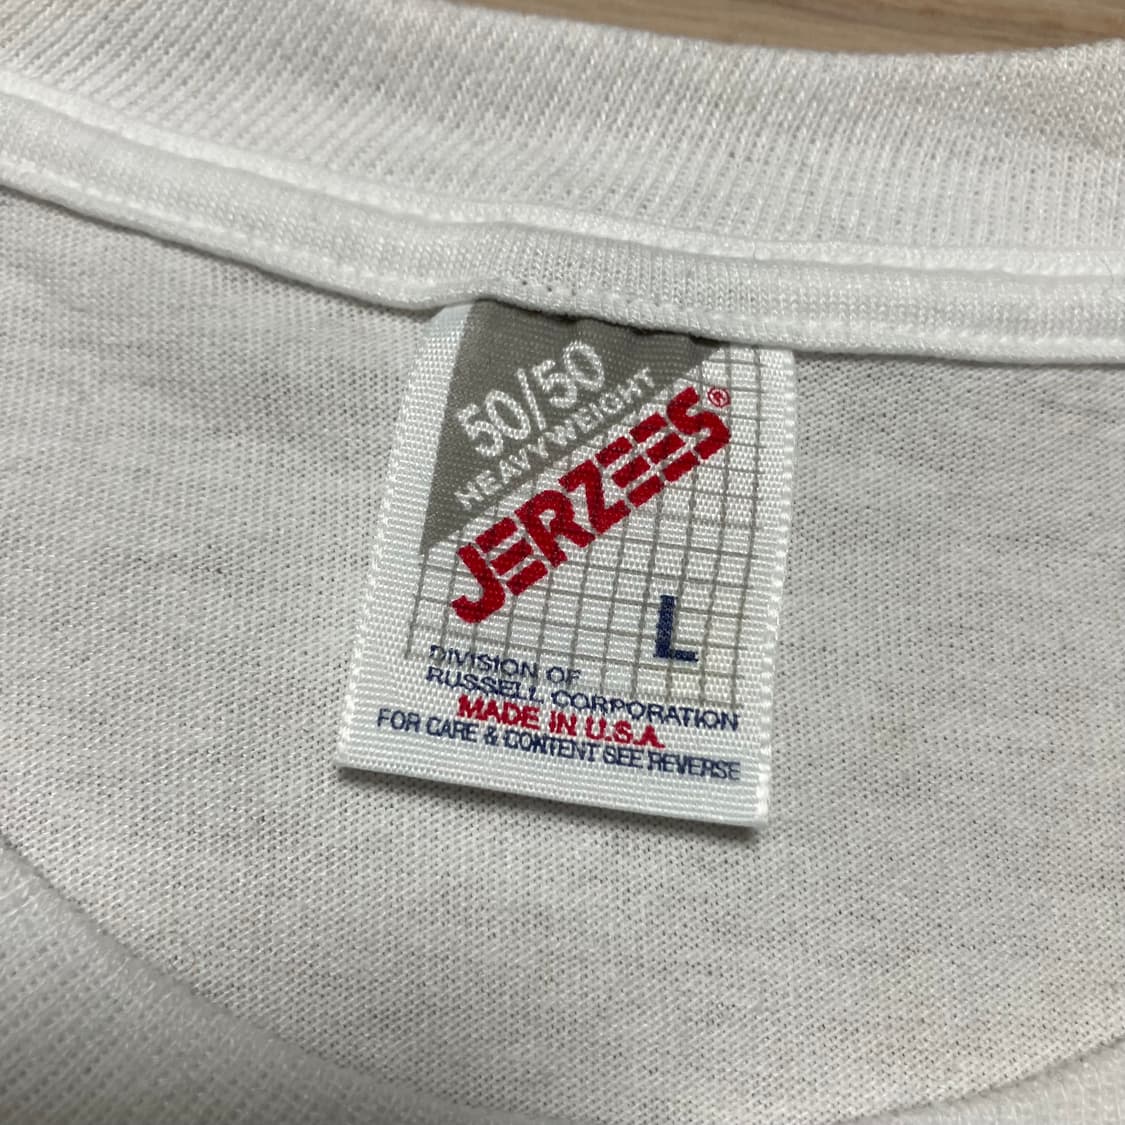 50/50
HEAVYWEIGHT
JERZEES®
L
DIVISION OF
RUSSELL CORPORATION
MADE IN U.S.A.
FOR CARE & CONTENT SEE REVERSE